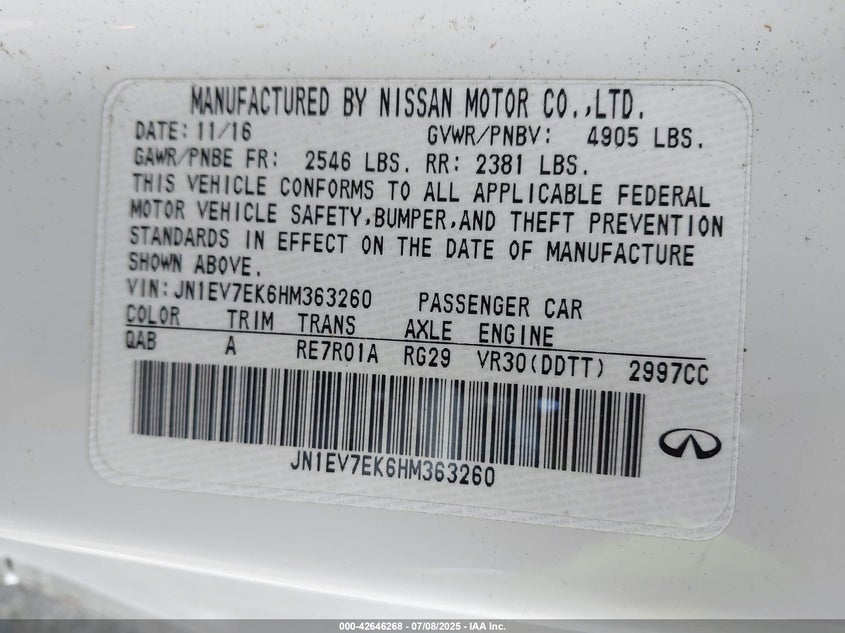 MANUFACTURED BY NISSAN MOTOR CO.,LTD.
DATE: 11/16 GVWR/PNBV: 4905 LBS.
GAWR/PNBE FR: 2546 LBS. RR: 2381 LBS.
THIS VEHICLE CONFORMS TO ALL APPLICABLE FEDERAL
MOTOR VEHICLE SAFETY,BUMPER,AND THEFT PREVENTION
STANDARDS IN EFFECT ON THE DATE OF MANUFACTURE
SHOWN ABOVE.
VIN:JN1EV7EK6HM363260 PASSENGER CAR
COLOR TRIM TRANS AXLE ENGINE
QAB A RE7R01A RG29 VR30(DDTT) 2997CC
JN1EV7EK6HM363260
000-42646268 - 07/08/2025 - IAA Inc.